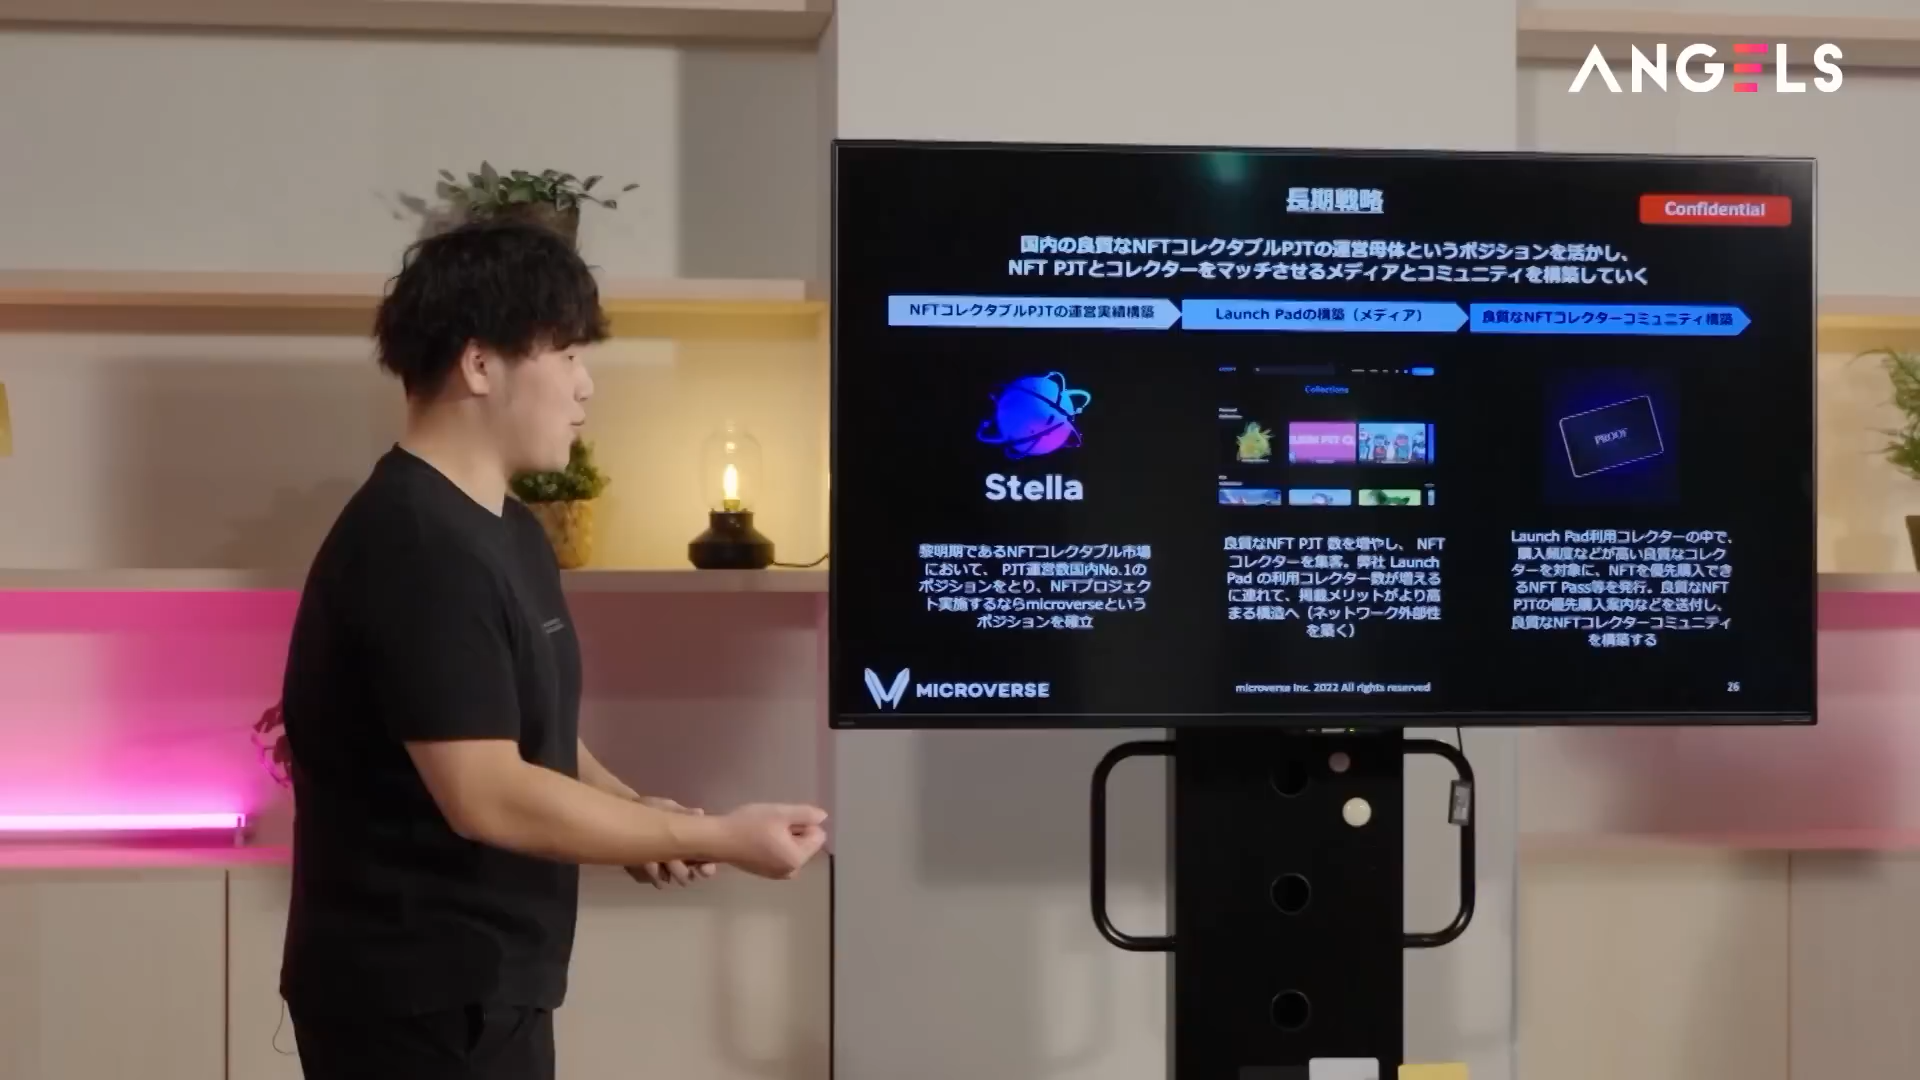 ANGELS
長期戦略
Confidential
国内の良質なNFTコレクタブルPJTの運営母体というポジションを活かし、
NFT PJTとコレクターをマッチさせるメディアとコミュニティを構築していく
NFTコレクタブルPJTの運営実績構築
Launch Padの構築（メディア）
良質なNFTコレクターコミュニティ構築
Stella
黎明期であるNFTコレクタブル市場
において、PJT運営数国内No.1の
ポジションをとり、NFTプロジェク
ト実施するならmicroverseという
ポジションを確立
Collections
良質なNFT PJT 数を増やし、NFT
コレクターを集客。弊社 Launch
Pad の利用コレクター数が増える
に連れて、掲載メリットがより高
まる構造へ（ネットワーク外部性
を築く）
PROOF
Launch Pad利用コレクターの中で、
購入頻度などが高い良質なコレク
ターを対象に、NFTを優先購入でき
るNFT Pass等を発行。良質なNFT
PJTの優先購入案内などを送付し、
良質なNFTコレクターコミュニティ
を構築する
MICROVERSE
microverse Inc. 2022 All rights reserved
26